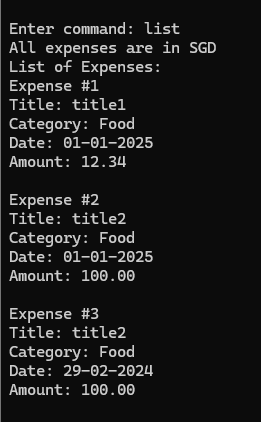 Enter command: list
All expenses are in SGD
List of Expenses:
Expense #1
Title: title1
Category: Food
Date: 01-01-2025
Amount: 12.34
Expense #2
Title: title2
Category: Food
Date: 01-01-2025
Amount: 100.00
Expense #3
Title: title2
Category: Food
Date: 29-02-2024
Amount: 100.00